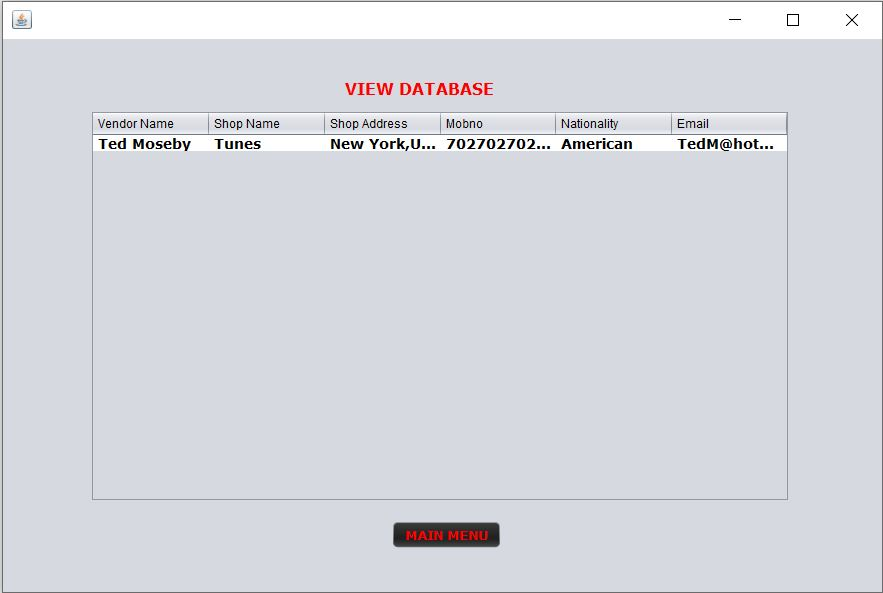 VIEW DATABASE
Vendor Name Shop Name Shop Address Mobno Nationality Email
Ted Moseby Tunes New York,U... 702702702... American TedM@hot...
MAIN MENU